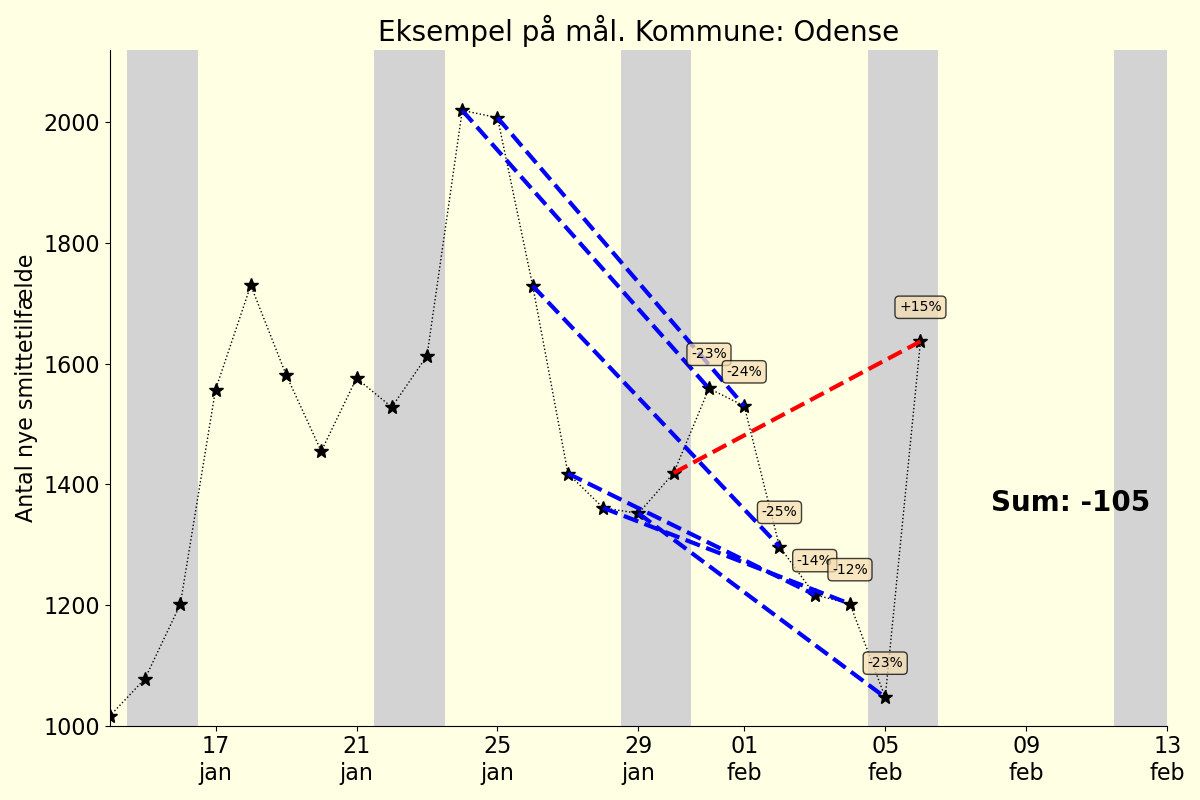 Eksempel på mål. Kommune: Odense
Antal nye smittetilfælde
2000
1800
1600
1400
1200
1000
+15%
-23%
-24%
-25%
-14%
-12%
-23%
Sum: -105
17 jan
21 jan
25 jan
29 jan
01 feb
05 feb
09 feb
13 feb